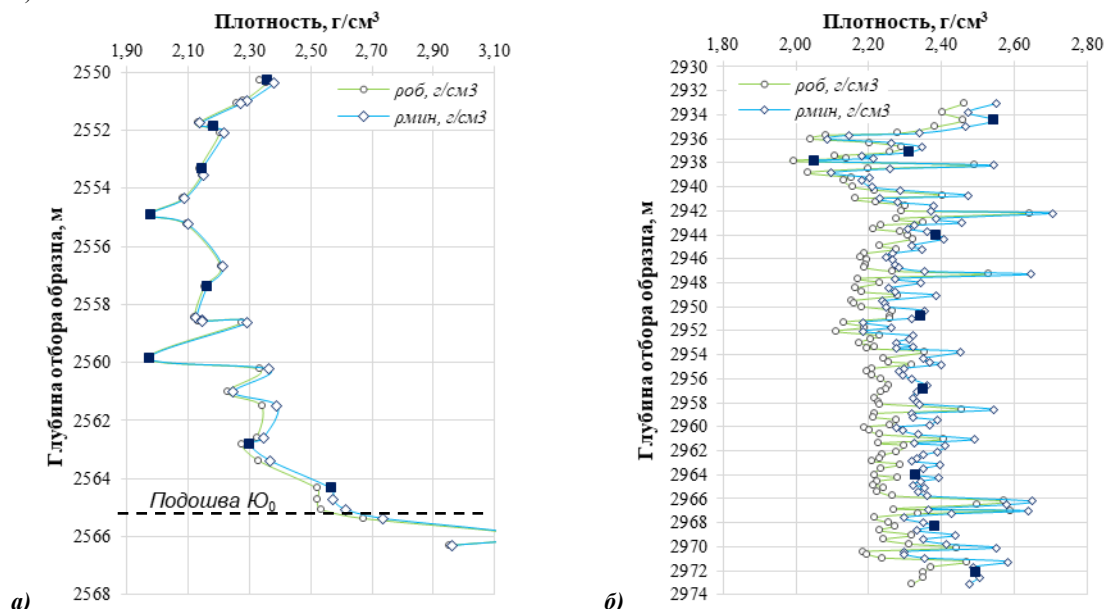 Плотность, г/см³
1,90 2,10 2,30 2,50 2,70 2,90 3,10
2550
2552
2554
2556
2558
2560
2562
2564
2566
2568
Глубина отбора образца, м
ρоб, г/см3
ρмин, г/см3
Подошва Ю₀
а)
Плотность, г/см³
1,80 2,00 2,20 2,40 2,60 2,80
2930
2932
2934
2936
2938
2940
2942
2944
2946
2948
2950
2952
2954
2956
2958
2960
2962
2964
2966
2968
2970
2972
2974
Глубина отбора образца, м
ρоб, г/см3
ρмин, г/см3
б)